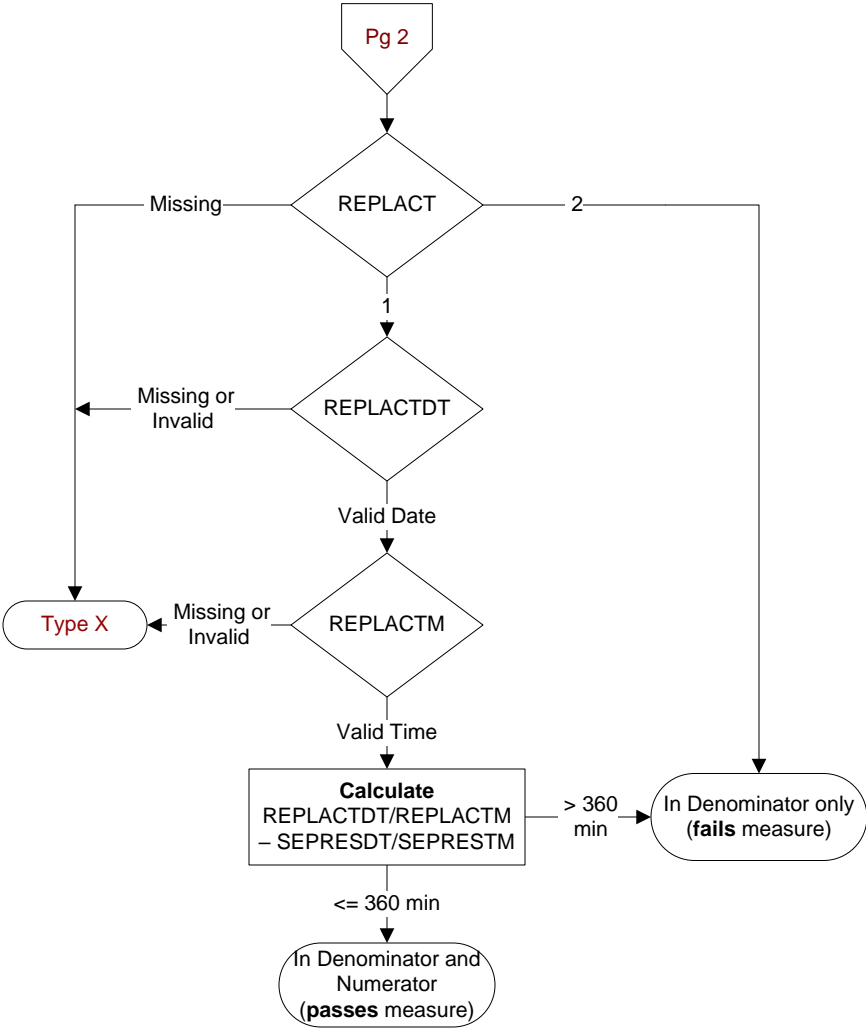 Pg 2
REPLACT
Missing
2
1
REPLACTDT
Missing or
Invalid
Valid Date
REPLACTM
Missing or
Invalid
Type X
Valid Time
Calculate
REPLACTDT/REPLACTM
– SEPRESDT/SEPRESTM
> 360
min
In Denominator only
(fails measure)
<= 360 min
In Denominator and
Numerator
(passes measure)